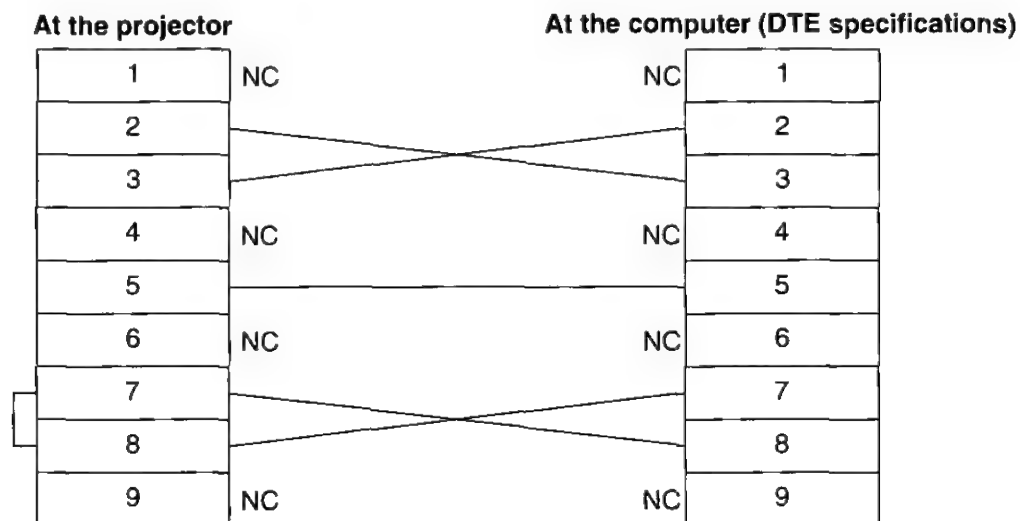 At the projector At the computer (DTE specifications)
1 NC NC 1
2 2
3 3
4 NC NC 4
5 5
6 NC NC 6
7 7
8 8
9 NC NC 9